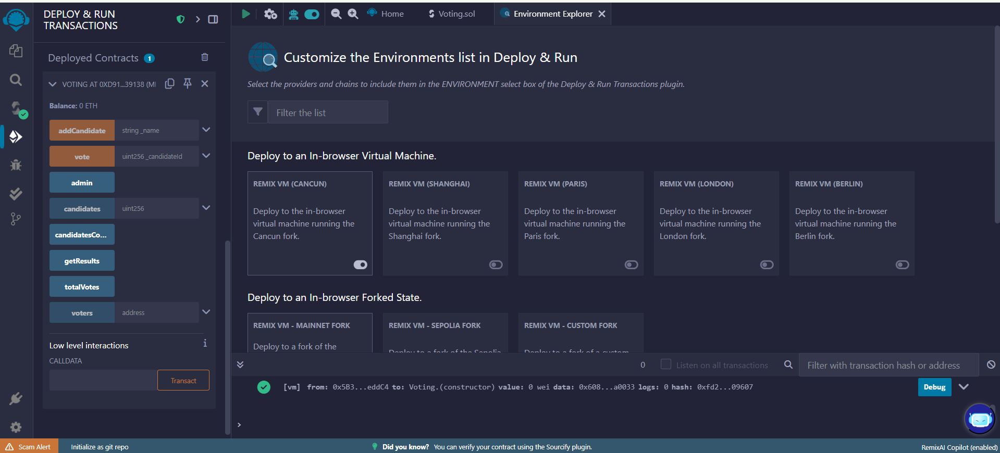 DEPLOY & RUN
TRANSACTIONS
Home
Voting.sol
Environment Explorer
Deployed Contracts 1
VOTING AT 0XD91...39138 (M
Balance: 0 ETH
addCandidate string _name
vote uint256 _candidateId
admin
candidates uint256
candidatesCo...
getResults
totalVotes
voters address
Low level interactions
i
CALLDATA
Transact
Customize the Environments list in Deploy & Run
Select the providers and chains to include them in the ENVIRONMENT select box of the Deploy & Run Transactions plugin.
Filter the list
Deploy to an In-browser Virtual Machine.
REMIX VM (CANCUN)
Deploy to the in-browser
virtual machine running the
Cancun fork.
REMIX VM (SHANGHAI)
Deploy to the in-browser
virtual machine running the
Shanghai fork.
REMIX VM (PARIS)
Deploy to the in-browser
virtual machine running the
Paris fork.
REMIX VM (LONDON)
Deploy to the in-browser
virtual machine running the
London fork.
REMIX VM (BERLIN)
Deploy to the in-browser
virtual machine running the
Berlin fork.
Deploy to an In-browser Forked State.
REMIX VM - MAINNET FORK
Deploy to a fork of the
REMIX VM - SEPOLIA FORK
Deploy to a fork of the Sepolia
REMIX VM - CUSTOM FORK
Deploy to a fork of a custom
0
Listen on all transactions
Filter with transaction hash or address
[vm] from: 0x5B3...eddC4 to: Voting.(constructor) value: 0 wei data: 0x608...a0033 logs: 0 hash: 0xfd2...09607
Debug
>
Scam Alert
Initialize as git repo
Did you know? You can verify your contract using the Sourcify plugin.
RemixAI Copilot (enabled)